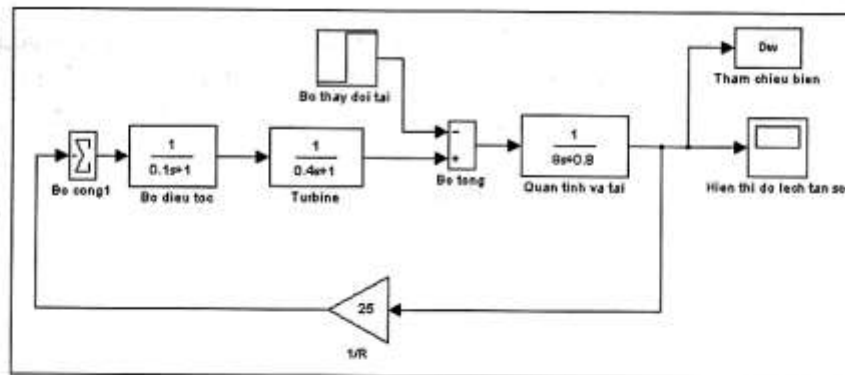 Dw
Tham chieu bien
Bo thay doi tai
−
+
Bo tong
1
8s+0.8
Quan tinh va tai
Hien thi do lech tan so
-
Σ
Bo cong1
1
0.1s+1
Bo dieu toc
1
0.4s+1
Turbine
25
1/R